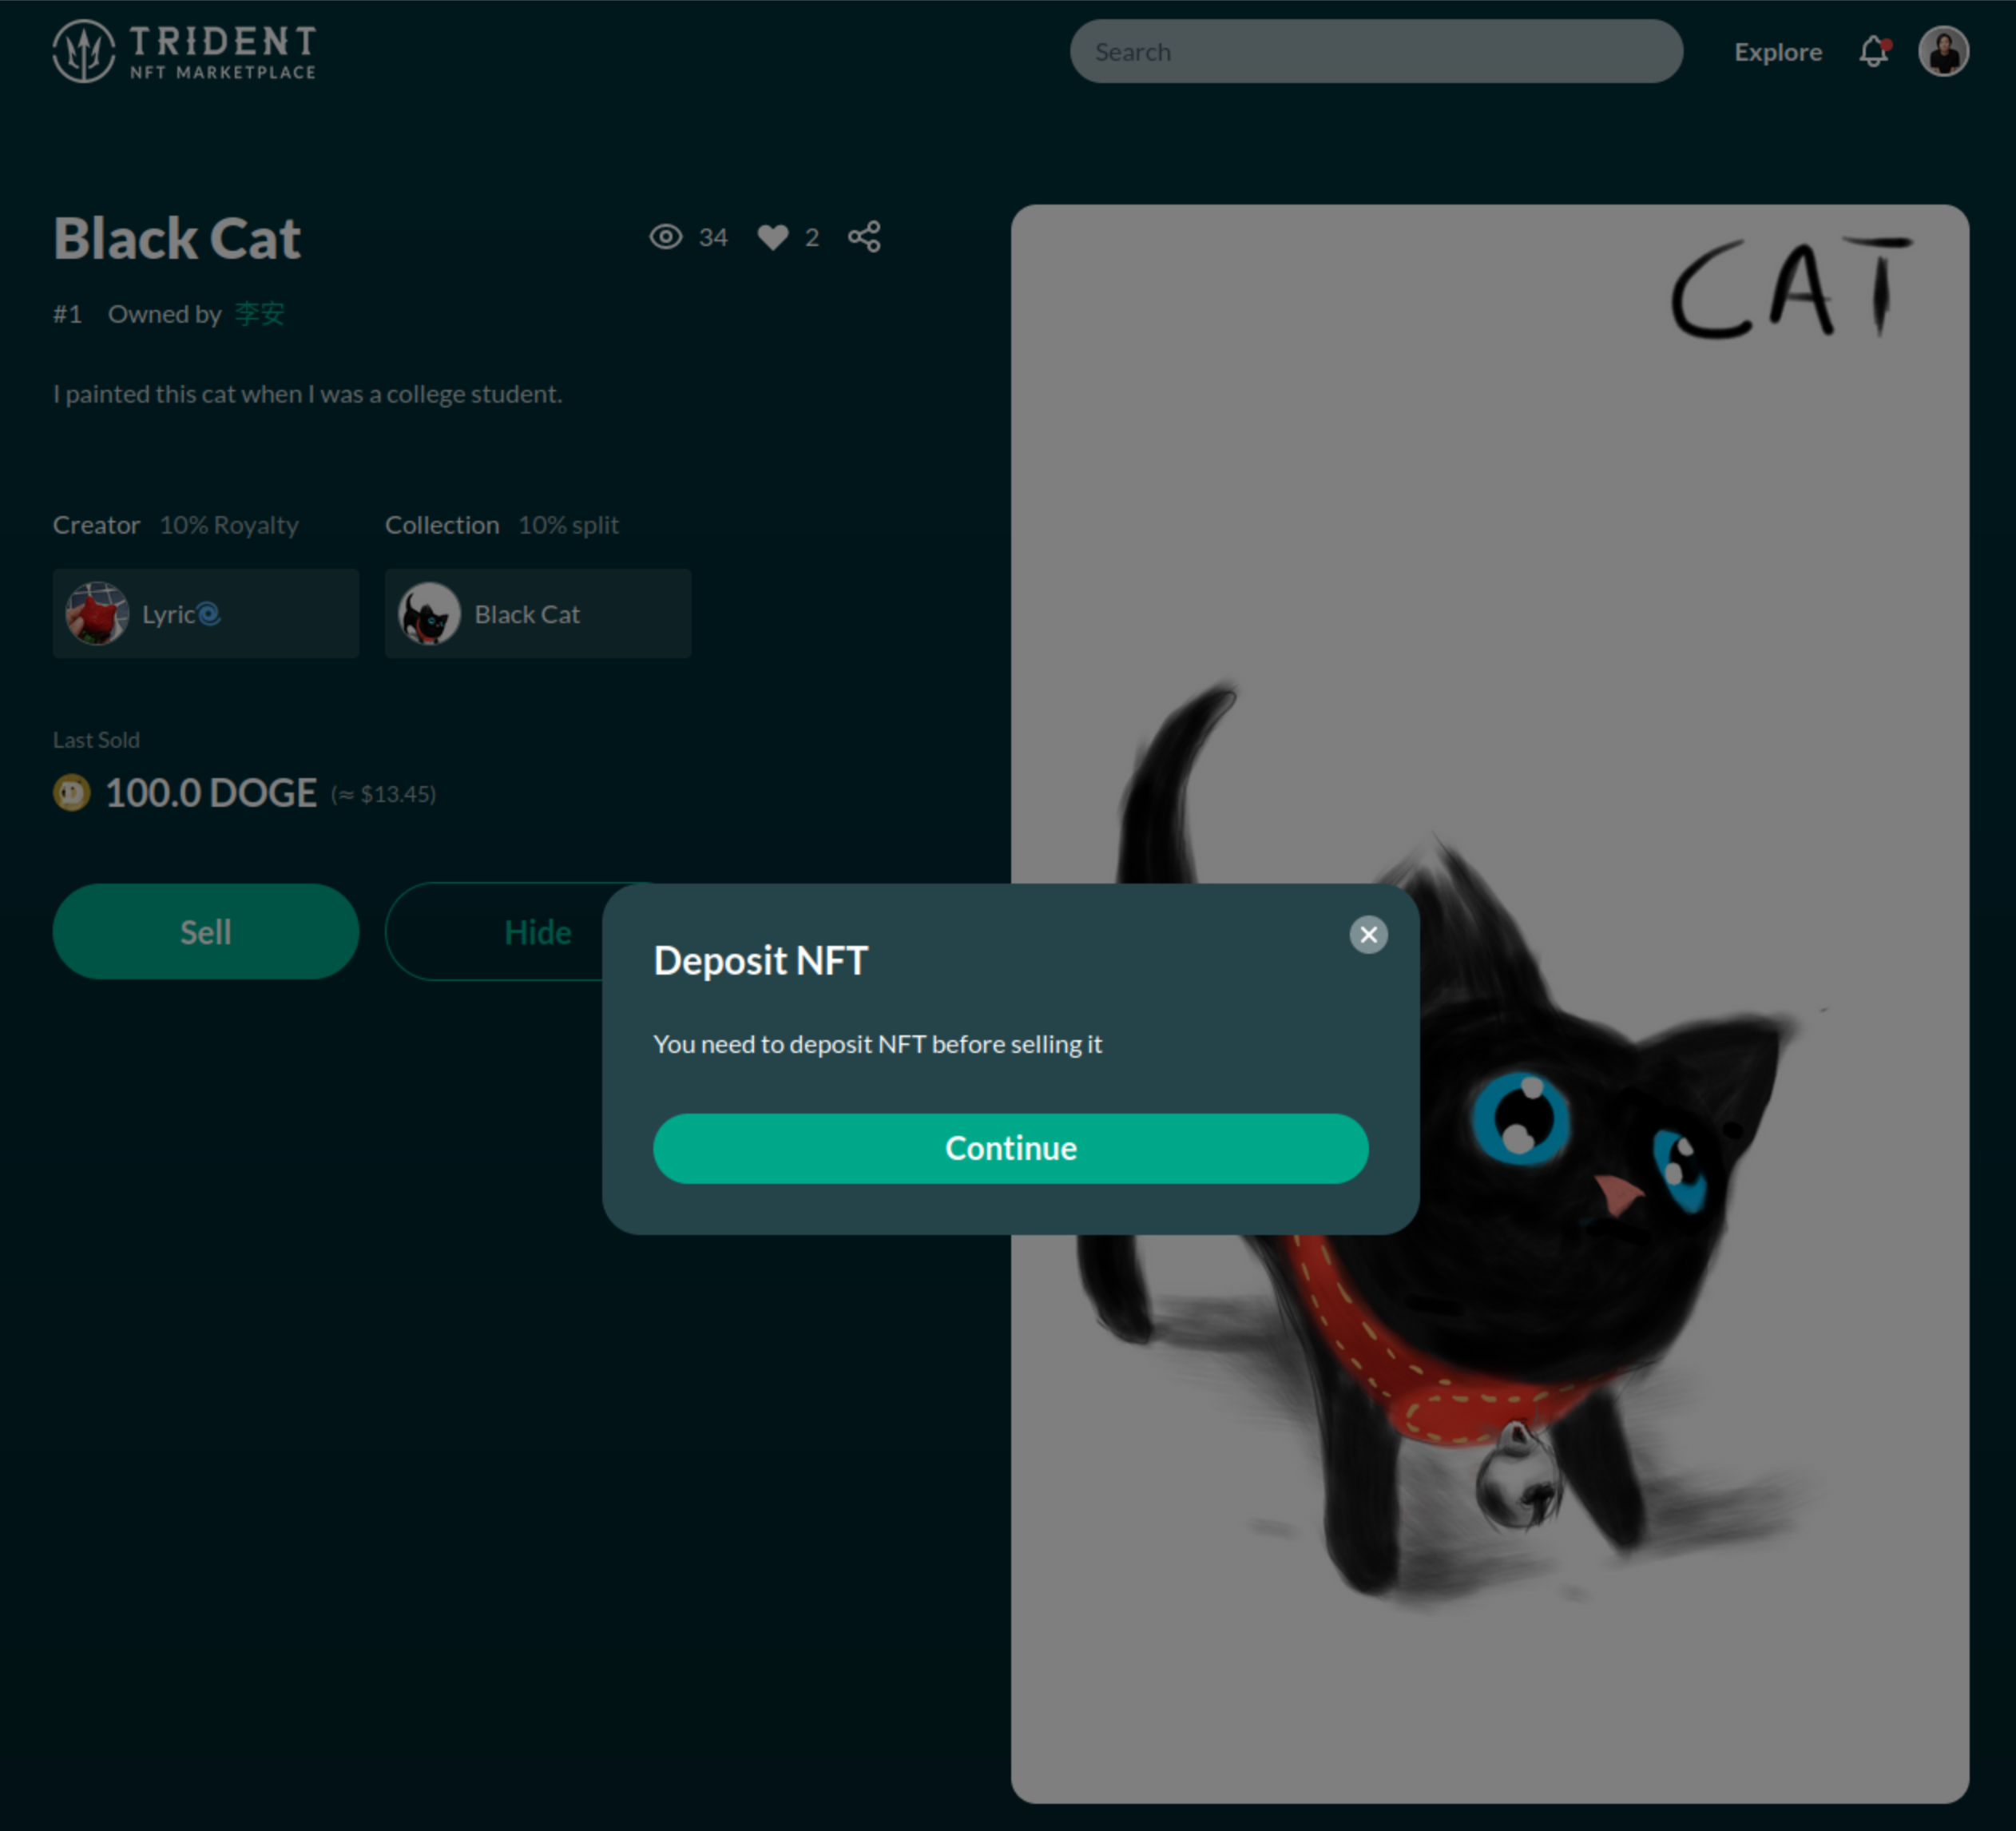 TRIDENT
NFT MARKETPLACE
Search
Explore
Black Cat
34
2
#1 Owned by 李安
I painted this cat when I was a college student.
Creator 10% Royalty
Collection 10% split
Lyric
Black Cat
Last Sold
100.0 DOGE (≈ $13.45)
Sell
Hide
Deposit NFT
You need to deposit NFT before selling it
Continue
CAT